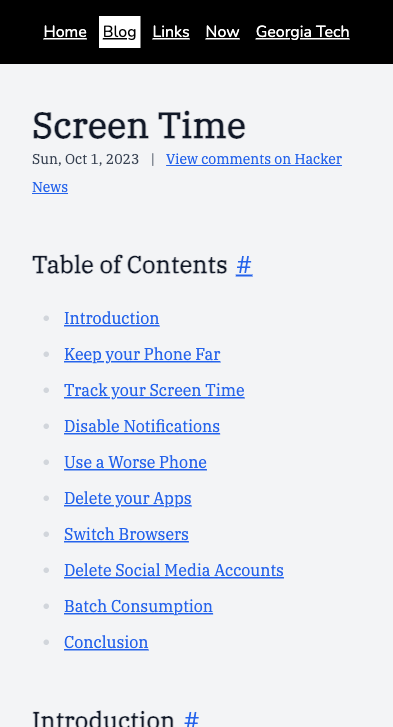 Home Blog Links Now Georgia Tech
Screen Time
Sun, Oct 1, 2023 | View comments on Hacker
News
Table of Contents #
Introduction
Keep your Phone Far
Track your Screen Time
Disable Notifications
Use a Worse Phone
Delete your Apps
Switch Browsers
Delete Social Media Accounts
Batch Consumption
Conclusion
Introduction #